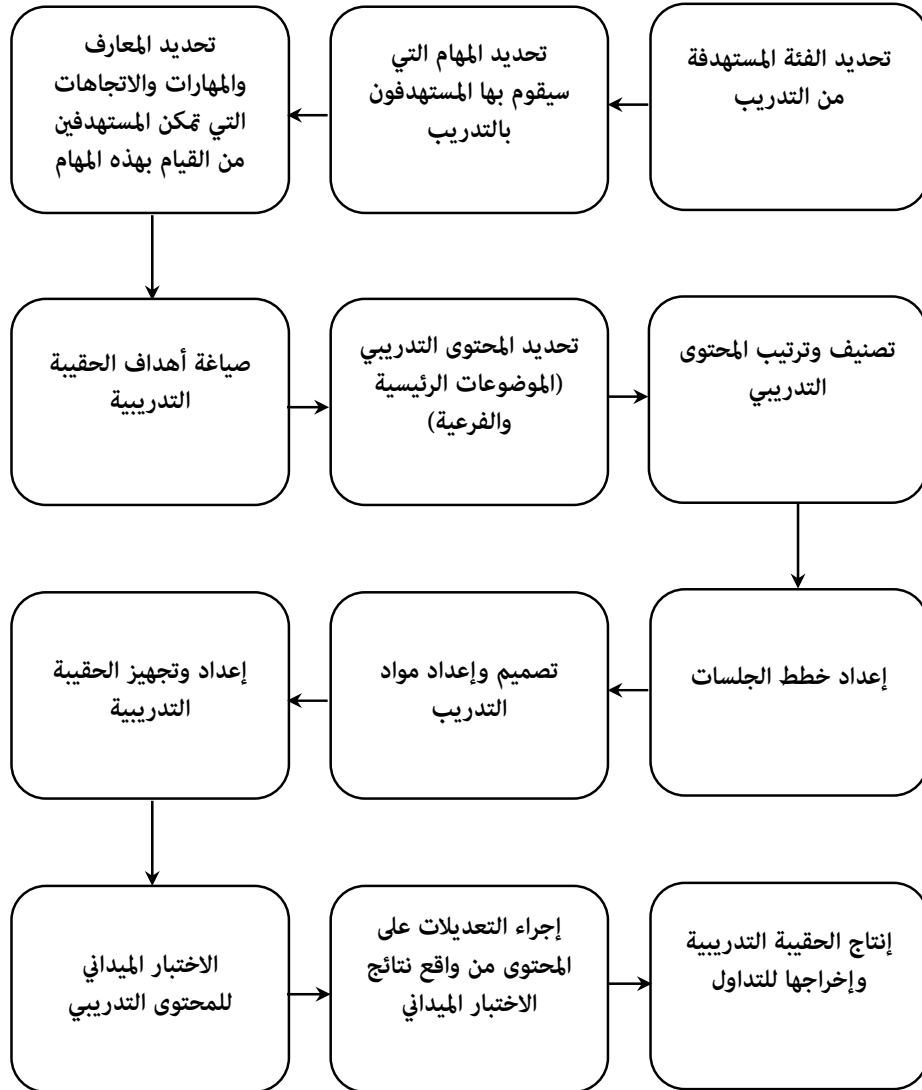 تحديد الفئة المستهدفة
من التدريب
تحديد المهام التي
سيقوم بها المستهدفون
بالتدريب
تحديد المعارف
والمهارات والاتجاهات
التي تمكن المستهدفين
من القيام بهذه المهام
صياغة أهداف الحقيبة
التدريبية
تحديد المحتوى التدريبي
(الموضوعات الرئيسية
والفرعية)
تصنيف وترتيب المحتوى
التدريبي
إعداد خطط الجلسات
تصميم وإعداد مواد
التدريب
إعداد وتجهيز الحقيبة
التدريبية
الاختبار الميداني
للمحتوى التدريبي
إجراء التعديلات على
المحتوى من واقع نتائج
الاختبار الميداني
إنتاج الحقيبة التدريبية
وإخراجها للتداول